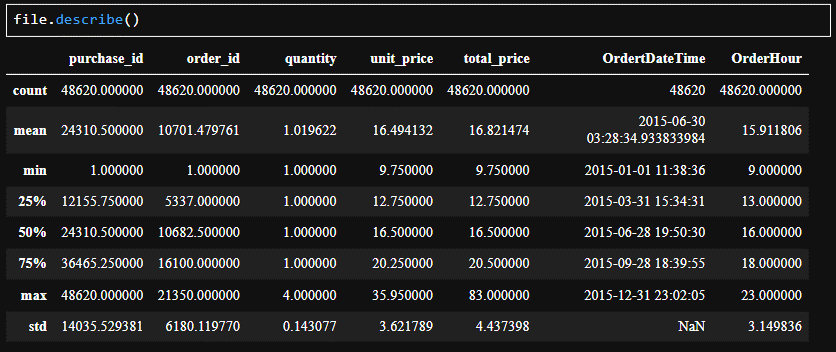 file.describe()
purchase_id order_id quantity unit_price total_price OrdertDateTime OrderHour
count 48620.000000 48620.000000 48620.000000 48620.000000 48620.000000 48620 48620.000000
mean 24310.500000 10701.479761 1.019622 16.494132 16.821474 2015-06-30 03:28:34.933833984 15.911806
min 1.000000 1.000000 1.000000 9.750000 9.750000 2015-01-01 11:38:36 9.000000
25% 12155.750000 5337.000000 1.000000 12.750000 12.750000 2015-03-31 15:34:31 13.000000
50% 24310.500000 10682.500000 1.000000 16.500000 16.500000 2015-06-28 19:50:30 16.000000
75% 36465.250000 16100.000000 1.000000 20.250000 20.500000 2015-09-28 18:39:55 18.000000
max 48620.000000 21350.000000 4.000000 35.950000 83.000000 2015-12-31 23:02:05 23.000000
std 14035.529381 6180.119770 0.143077 3.621789 4.437398 NaN 3.149836